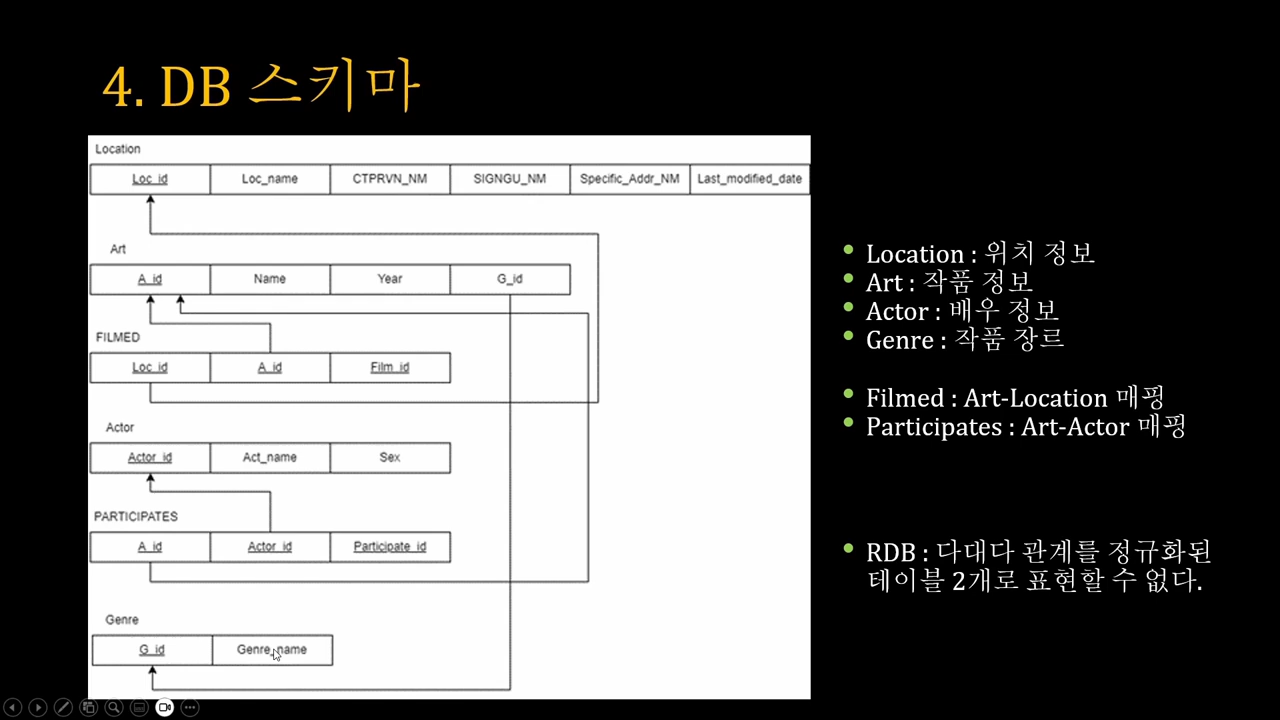 4. DB 스키마
Location
Loc_id Loc_name CTPRVN_NM SIGNGU_NM Specific_Addr_NM Last_modified_date
Art
A_id Name Year G_id
FILMED
Loc_id A_id Film_id
Actor
Actor_id Act_name Sex
PARTICIPATES
A_id Actor_id Participate_id
Genre
G_id Genre_name
Location : 위치 정보
Art : 작품 정보
Actor : 배우 정보
Genre : 작품 장르
Filmed : Art-Location 매핑
Participates : Art-Actor 매핑
RDB : 다대다 관계를 정규화된
테이블 2개로 표현할 수 없다.